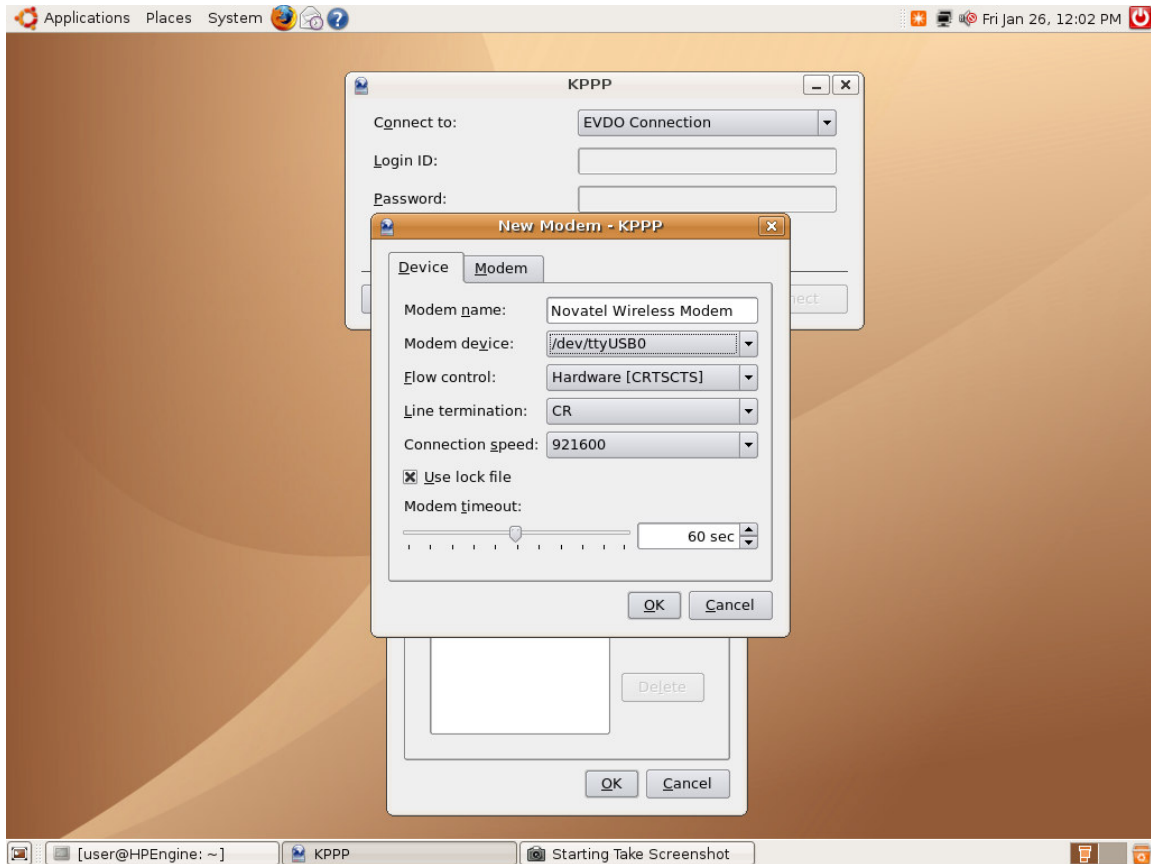 Applications Places System Fri Jan 26, 12:02 PM
KPPP
Connect to: EVDO Connection
Login ID:
Password:
New Modem - KPPP
Device Modem
Modem name: Novatel Wireless Modem
Modem device: /dev/ttyUSB0
Flow control: Hardware [CRTSCTS]
Line termination: CR
Connection speed: 921600
Use lock file
Modem timeout:
60 sec
OK Cancel
Delete
OK Cancel
[user@HPEngine: ~] KPPP Starting Take Screenshot